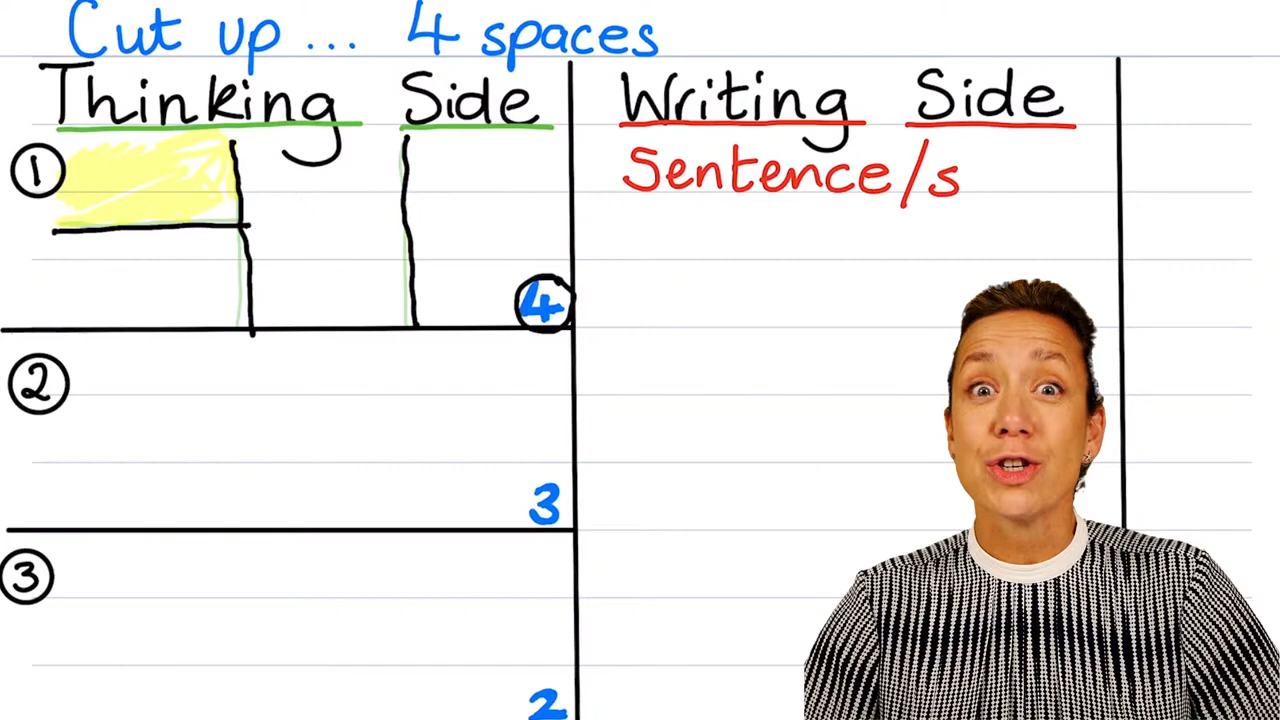 Cut up ... 4 spaces
Thinking Side
Writing Side
1
Sentence/s
4
2
3
3
2